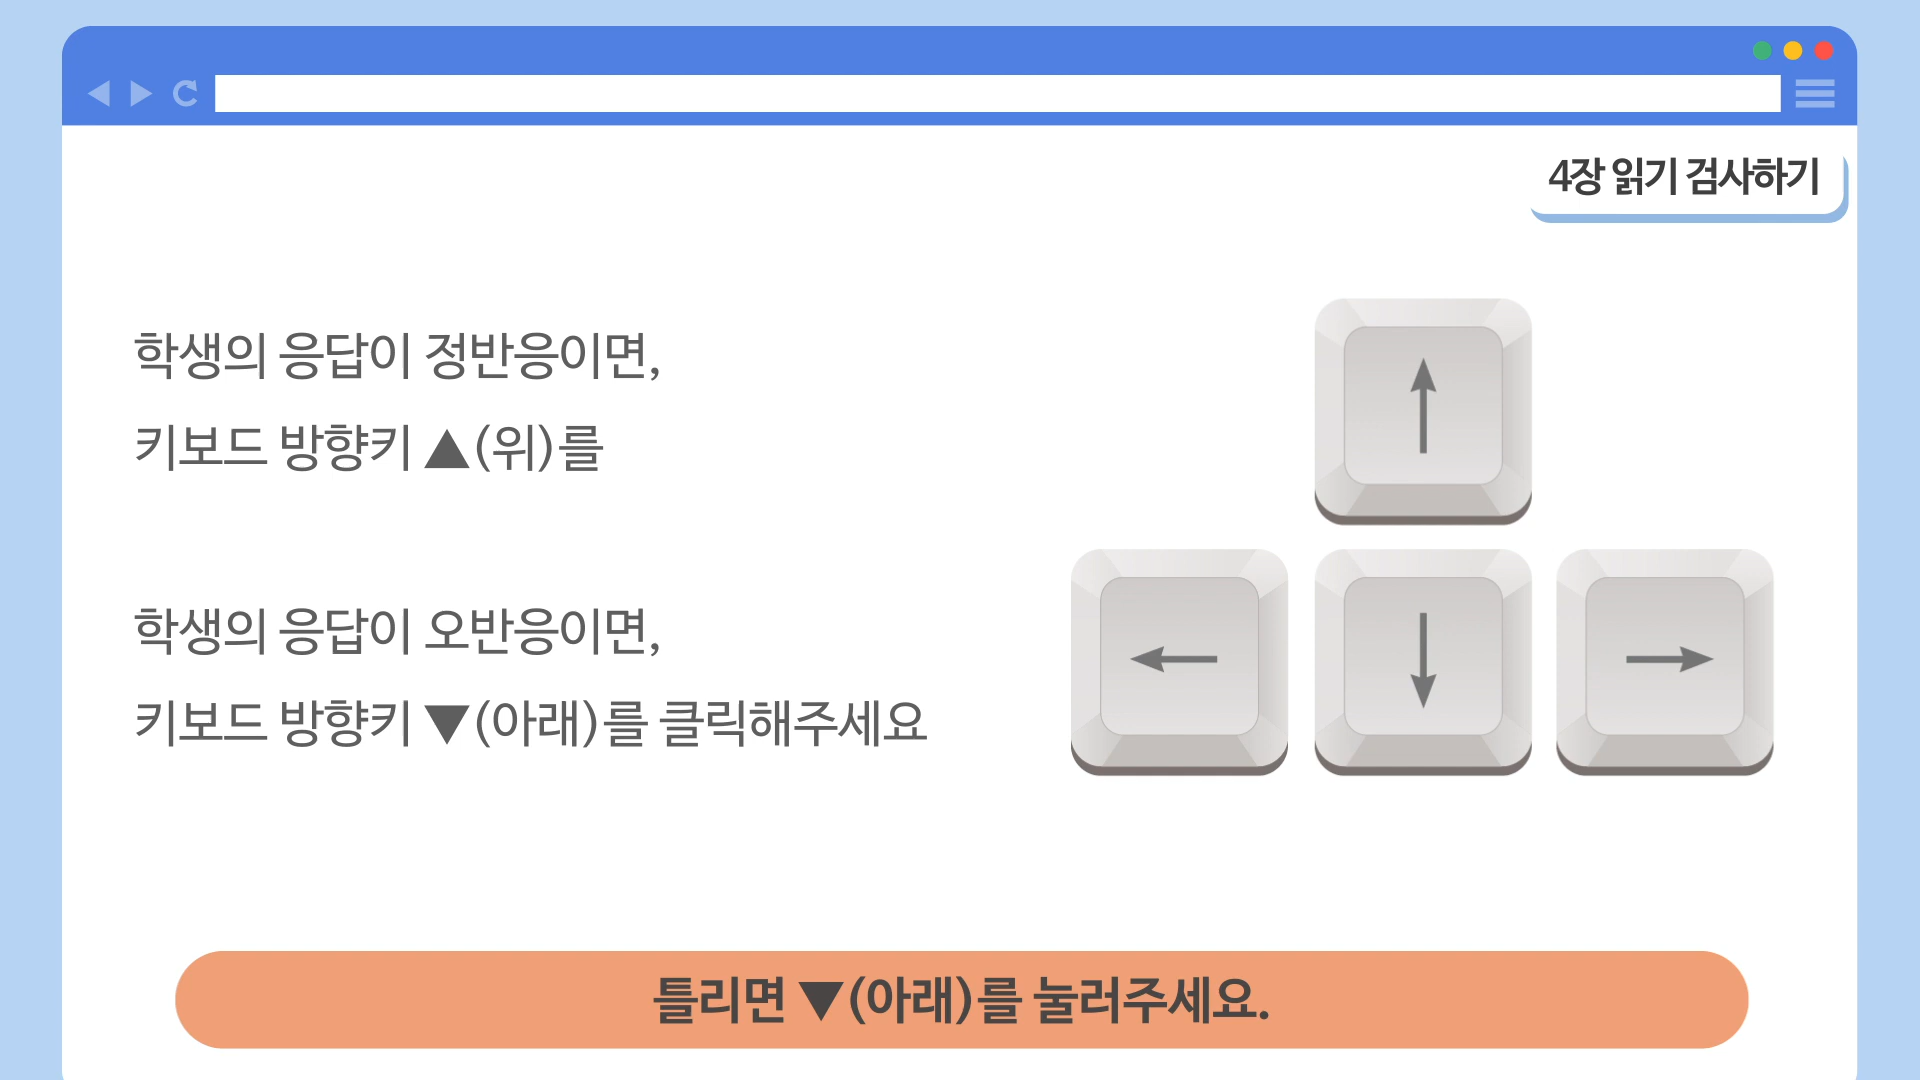 4장 읽기 검사하기
학생의 응답이 정반응이면,
키보드 방향키 ▲(위)를
학생의 응답이 오반응이면,
키보드 방향키 ▼(아래)를 클릭해주세요
틀리면 ▼(아래)를 눌러주세요.